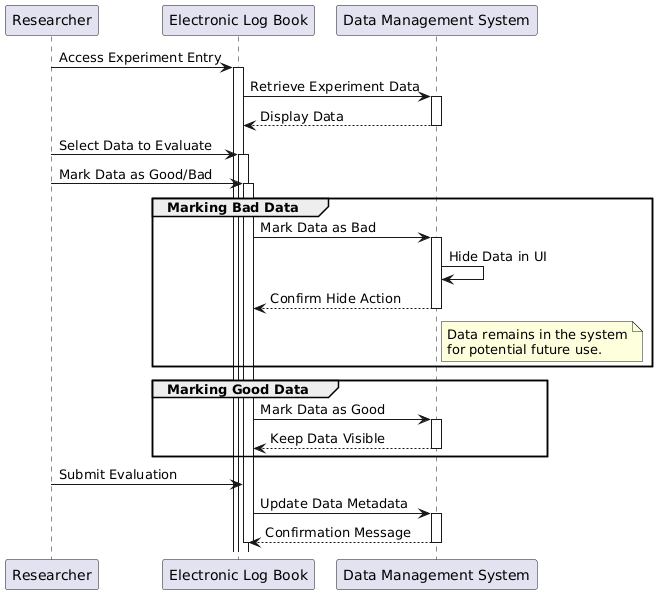 Researcher
Electronic Log Book
Data Management System
Access Experiment Entry
Retrieve Experiment Data
Display Data
Select Data to Evaluate
Mark Data as Good/Bad
Marking Bad Data
Mark Data as Bad
Hide Data in UI
Confirm Hide Action
Data remains in the system
for potential future use.
Marking Good Data
Mark Data as Good
Keep Data Visible
Submit Evaluation
Update Data Metadata
Confirmation Message
Researcher
Electronic Log Book
Data Management System